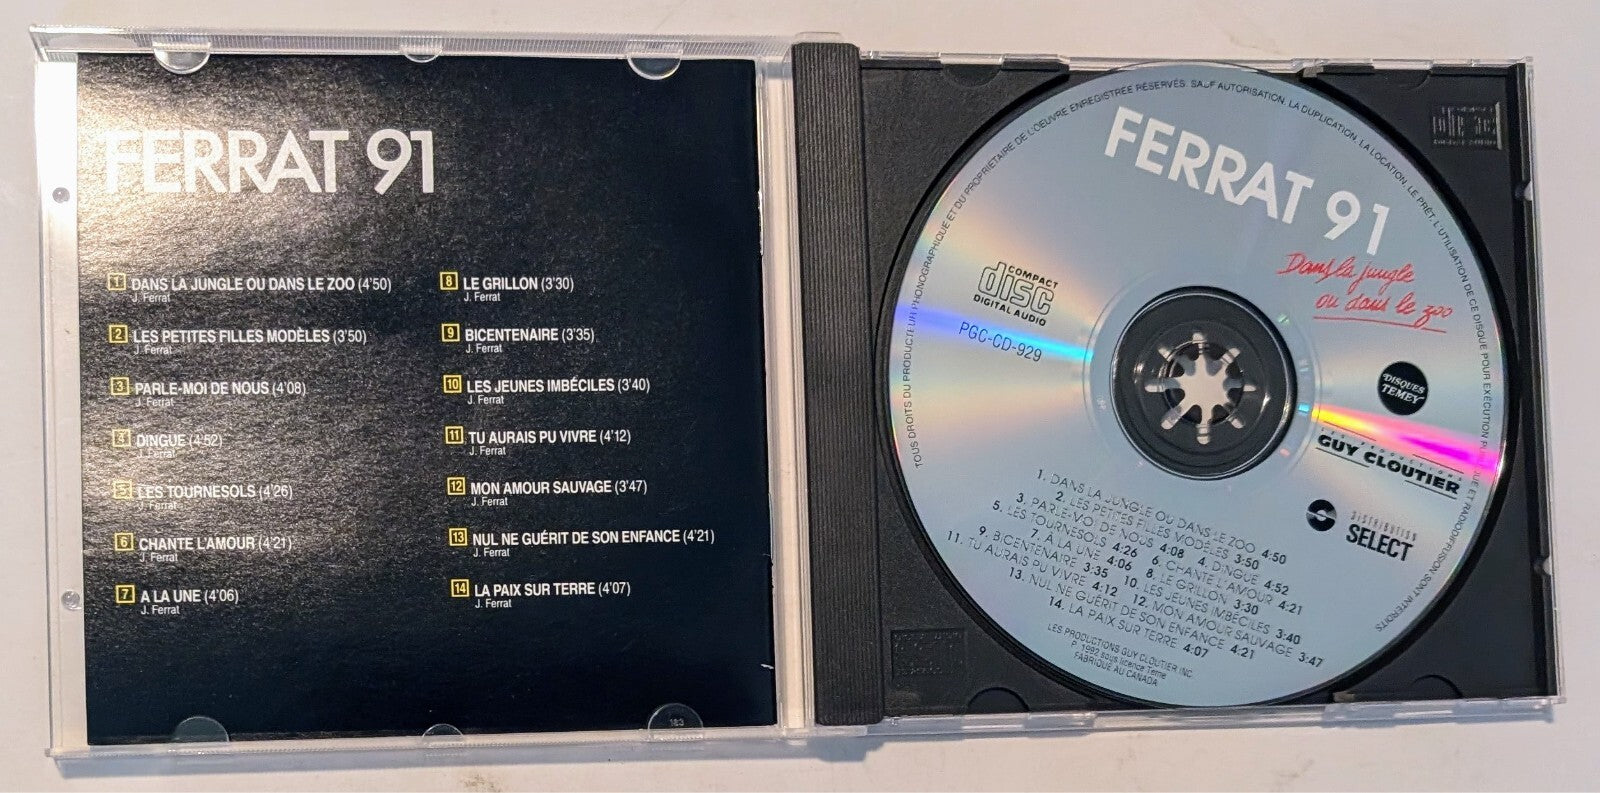 FERRAT 91
1 DANS LA JUNGLE OU DANS LE ZOO (4'50)
J. Ferrat
2 LES PETITES FILLES MODÈLES (3'50)
J. Ferrat
3 PARLE-MOI DE NOUS (4'08)
J. Ferrat
4 DINGUE (4'52)
J. Ferrat
5 LES TOURNESOLS (4'26)
J. Ferrat
6 CHANTE L'AMOUR (4'21)
J. Ferrat
7 A LA UNE (4'06)
J. Ferrat
8 LE GRILLON (3'30)
J. Ferrat
9 BICENTENAIRE (3'35)
J. Ferrat
10 LES JEUNES IMBÉCILES (3'40)
J. Ferrat
11 TU AURAIS PU VIVRE (4'12)
J. Ferrat
12 MON AMOUR SAUVAGE (3'47)
J. Ferrat
13 NUL NE GUÉRIT DE SON ENFANCE (4'21)
J. Ferrat
14 LA PAIX SUR TERRE (4'07)
J. Ferrat
183
TOUS DROITS DU PRODUCTEUR PHONOGRAPHIQUE ET DU PROPRIETAIRE DE L'OEUVRE ENREGISTREE RÉSERVÉS. SAUF AUTORISATION, LA DUPLICATION, LA LOCATION, LE PRÊT, L'UTILISATION DE CE DISQUE POUR EXÉCUTION PUBLIQUE ET RADIODIFFUSION SONT INTERDITS
FERRAT 91
Dans la jungle
ou dans le zoo
COMPACT
disc
DIGITAL AUDIO
PGC-CD-929
DISQUES
TEMEY
LES PRODUCTIONS
GUY CLOUTIER
DISTRIBUTION
SELECT
1. DANS LA JUNGLE OU DANS LE ZOO 4:50
2. LES PETITES FILLES MODÈLES 3:50
3. PARLE-MOI DE NOUS 4:08 4. DINGUE 4:52
5. LES TOURNESOLS 4:26 6. CHANTE L'AMOUR 4:21
7. A LA UNE 4:06 8. LE GRILLON 3:30
9. BICENTENAIRE 3:35 10. LES JEUNES IMBÉCILES 3:40
11. TU AURAIS PU VIVRE 4:12 12. MON AMOUR SAUVAGE 3:47
13. NUL NE GUÉRIT DE SON ENFANCE 4:21
14. LA PAIX SUR TERRE 4:07
LES PRODUCTIONS GUY CLOUTIER INC.
P. 1992 sous licence Teme
FABRIQUÉ AU CANADA